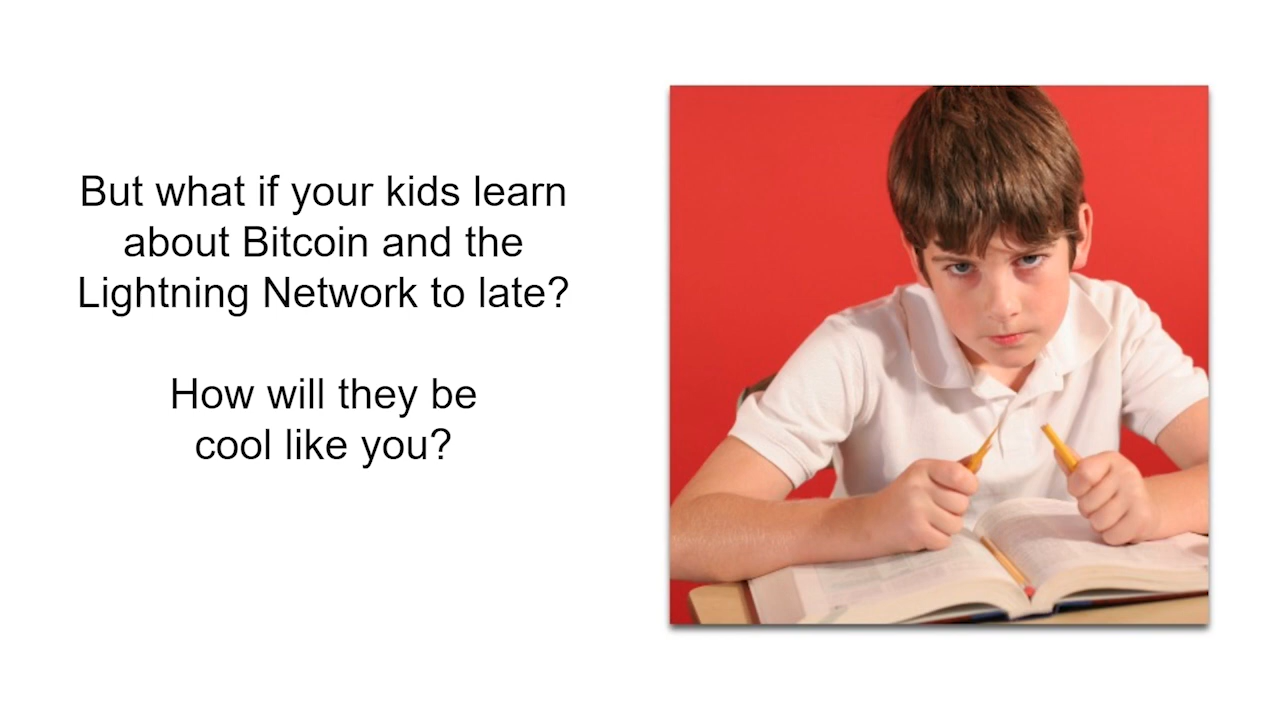 But what if your kids learn
about Bitcoin and the
Lightning Network to late?
How will they be
cool like you?